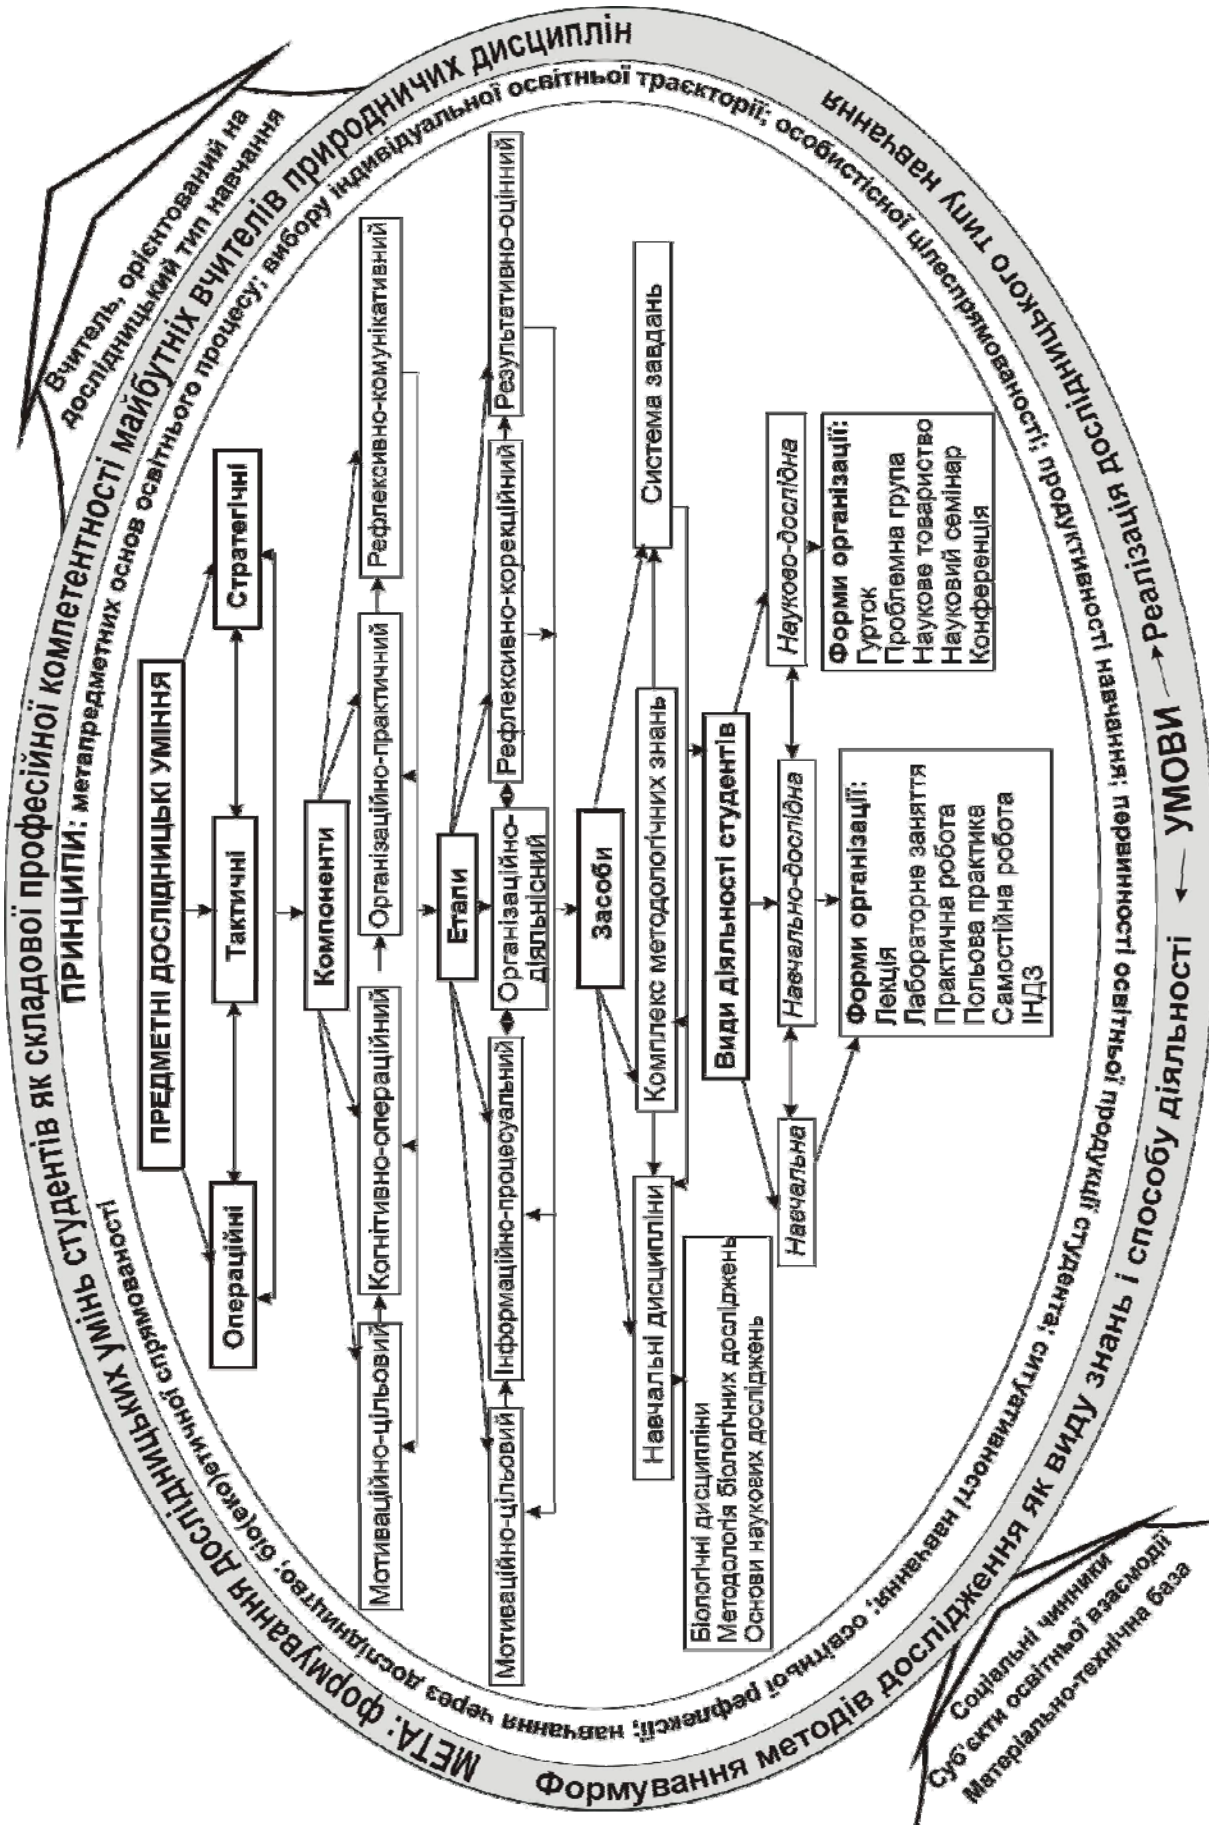 МЕТА: формування дослідницьких умінь студентів як складової професійної компетентності майбутніх вчителів природничих дисциплін
ПРИНЦИПИ: метапредметних основ освітнього процесу; вибору індивідуальної освітньої траєкторії; особистісної цілеспрямованості; продуктивності навчання; первинності освітньої продукції студента; ситуативності навчання; освітньої рефлексії; навчання через дослідництво; біо(еко)етичної спрямованості
Вчитель, орієнтований на
дослідницький тип навчання
ПРЕДМЕТНІ ДОСЛІДНИЦЬКІ УМІННЯ
Операційні
Тактичні
Стратегічні
Компоненти
Мотиваційно-цільовий
Когнітивно-операційний
Організаційно-практичний
Рефлексивно-комунікативний
Етапи
Мотиваційно-цільовий
Інформаційно-процесуальний
Організаційно-
діяльнісний
Рефлексивно-корекційний
Результативно-оцінний
Засоби
Навчальні дисципліни
Комплекс методологічних знань
Система завдань
Біологічні дисципліни
Методологія біологічних досліджень
Основи наукових досліджень
Види діяльності студентів
Навчальна
Навчально-дослідна
Науково-дослідна
Форми організації:
Лекція
Лабораторне заняття
Практична робота
Польова практика
Самостійна робота
ІНДЗ
Форми організації:
Гурток
Проблемна група
Наукове товариство
Науковий семінар
Конференція
Формування методів дослідження як виду знань і способу діяльності
УМОВИ
Реалізація дослідницького типу навчання
Соціальні чинники
Суб'єкти освітньої взаємодії
Матеріально-технічна база